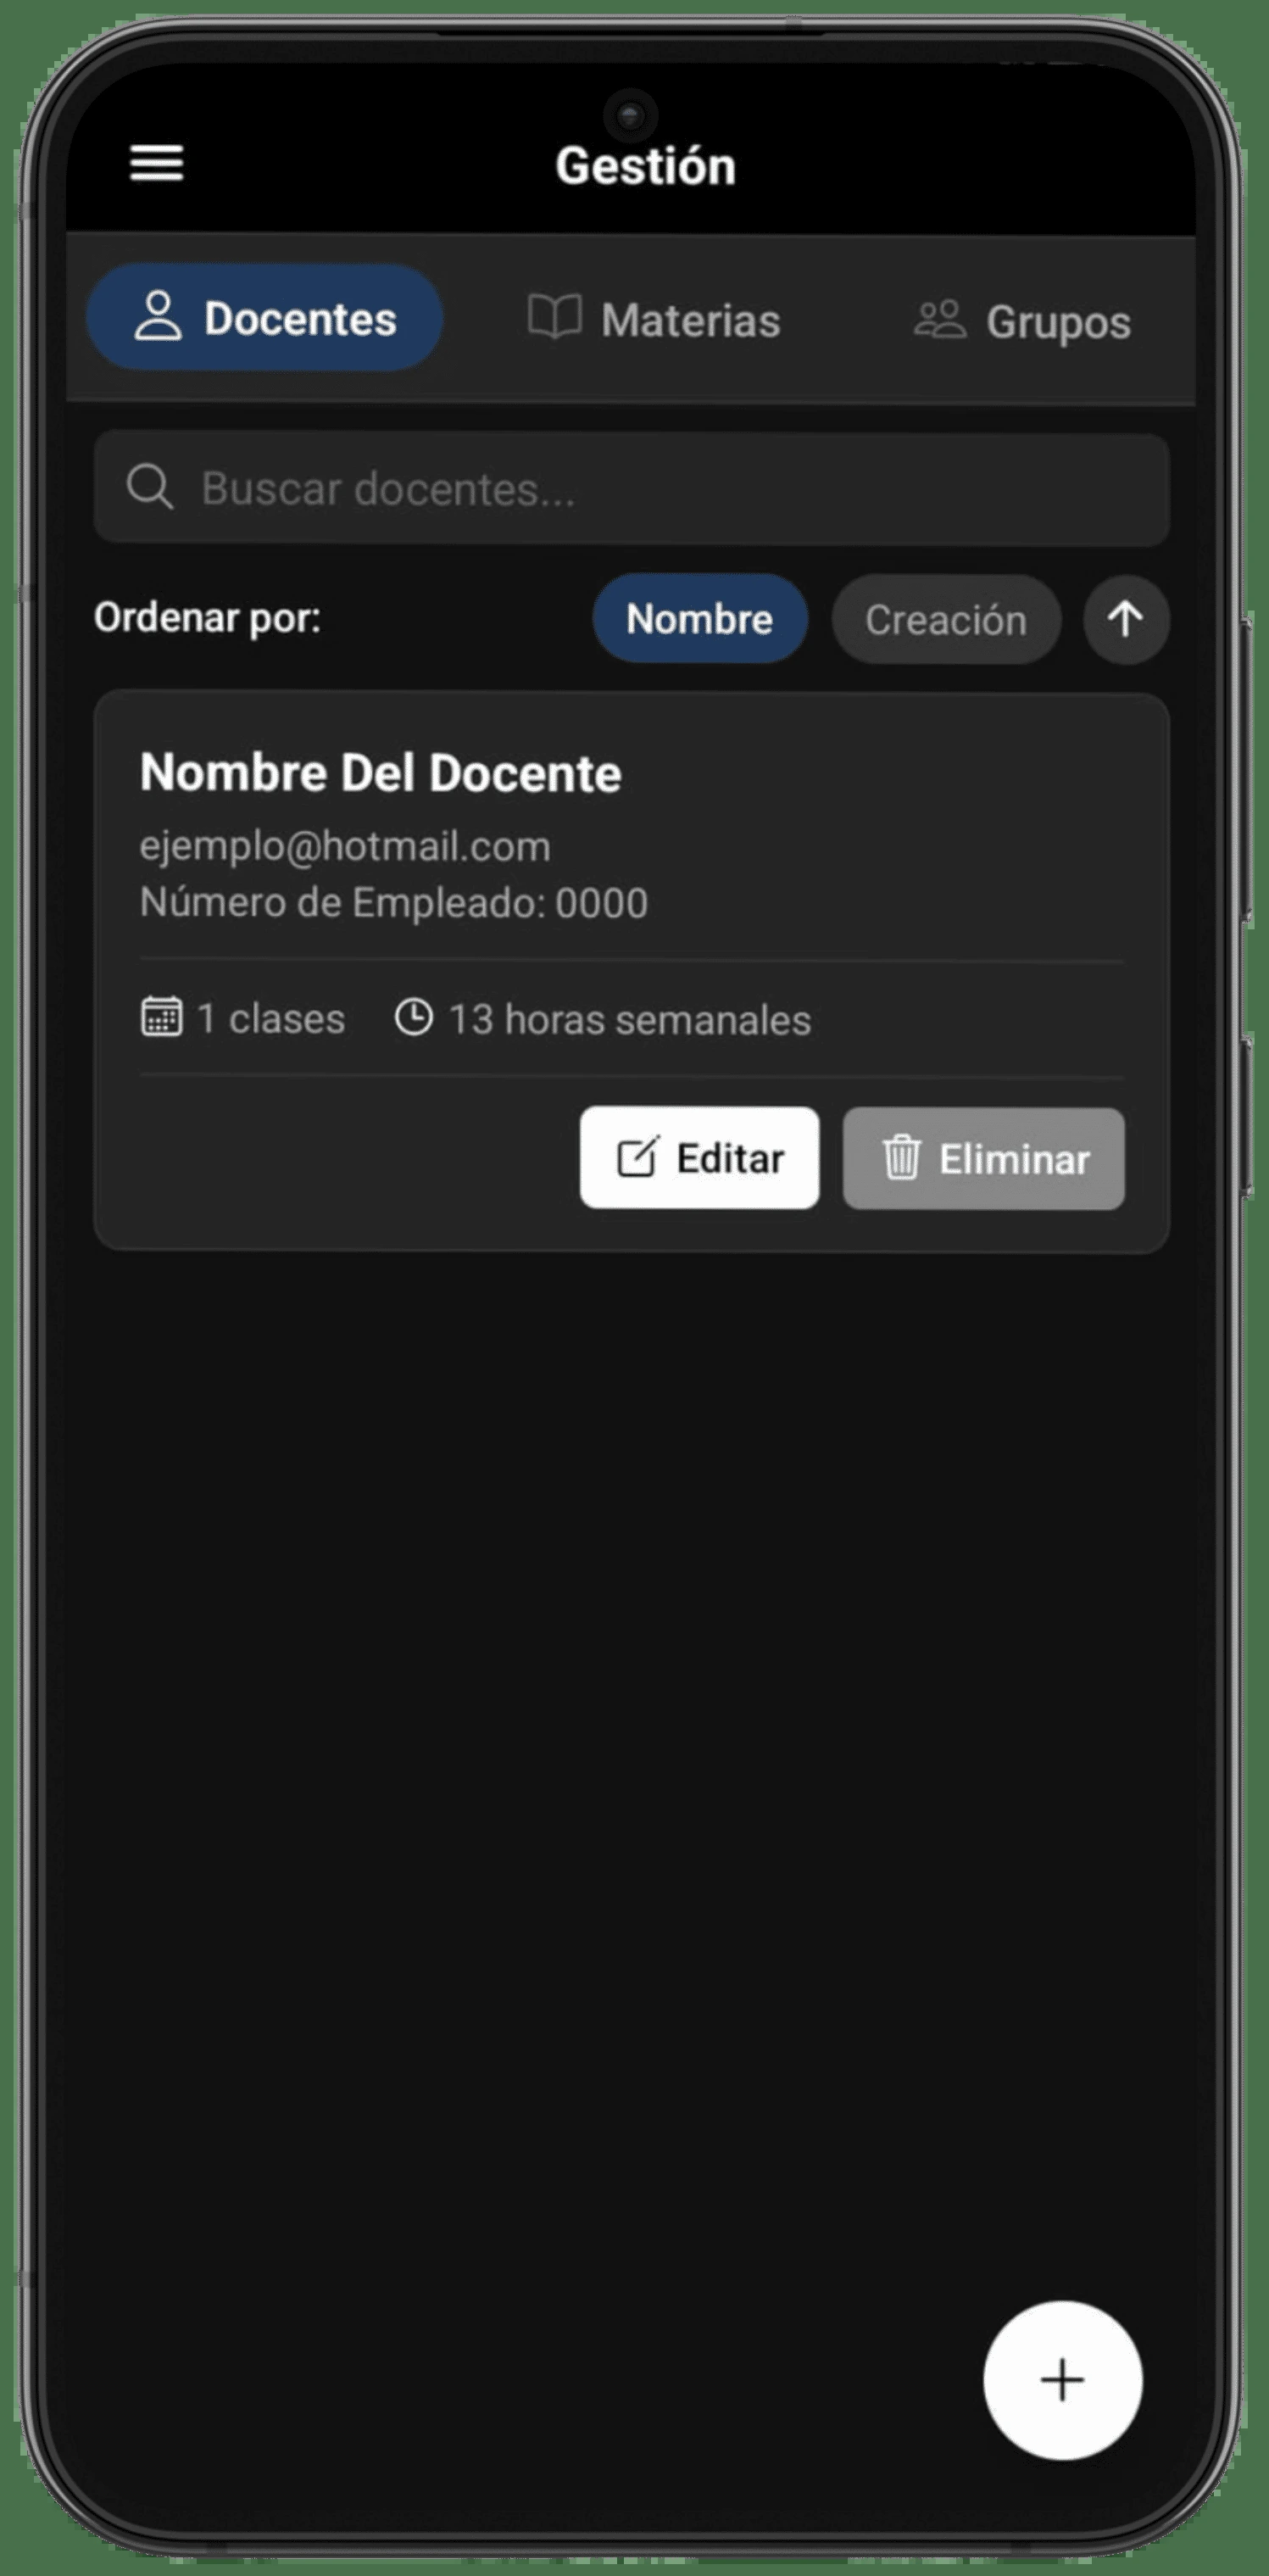 Gestión
Docentes Materias Grupos
Buscar docentes...
Ordenar por: Nombre Creación
Nombre Del Docente
ejemplo@hotmail.com
Número de Empleado: 0000
1 clases 13 horas semanales
Editar Eliminar